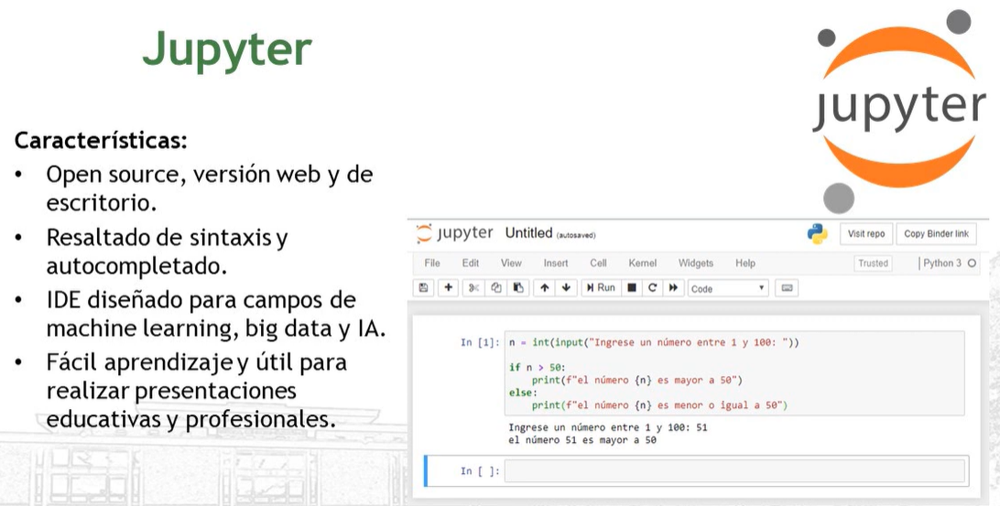 Jupyter
jupyter
Características:
• Open source, versión web y de
escritorio.
• Resaltado de sintaxis y
autocompletado.
• IDE diseñado para campos de
machine learning, big data y IA.
• Fácil aprendizaje y útil para
realizar presentaciones
educativas y profesionales.
jupyter Untitled (autosaved) Visit repo Copy Binder link
File Edit View Insert Cell Kernel Widgets Help Trusted | Python 3
Run Code
In [1]: n = int(input("Ingrese un número entre 1 y 100: "))
if n > 50:
    print(f"el número {n} es mayor a 50")
else:
    print(f"el número {n} es menor o igual a 50")
Ingrese un número entre 1 y 100: 51
el número 51 es mayor a 50
In [ ]: